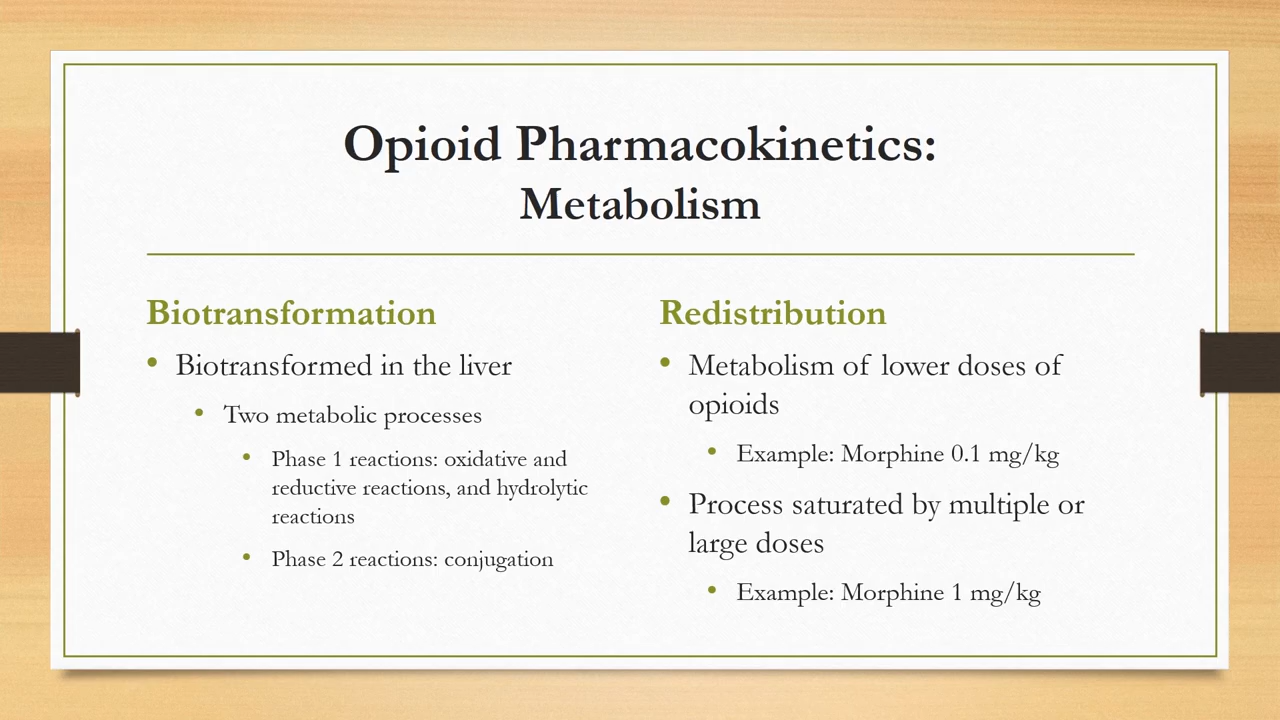 Opioid Pharmacokinetics:
Metabolism
Biotransformation
• Biotransformed in the liver
• Two metabolic processes
• Phase 1 reactions: oxidative and
reductive reactions, and hydrolytic
reactions
• Phase 2 reactions: conjugation
Redistribution
• Metabolism of lower doses of
opioids
• Example: Morphine 0.1 mg/kg
• Process saturated by multiple or
large doses
• Example: Morphine 1 mg/kg